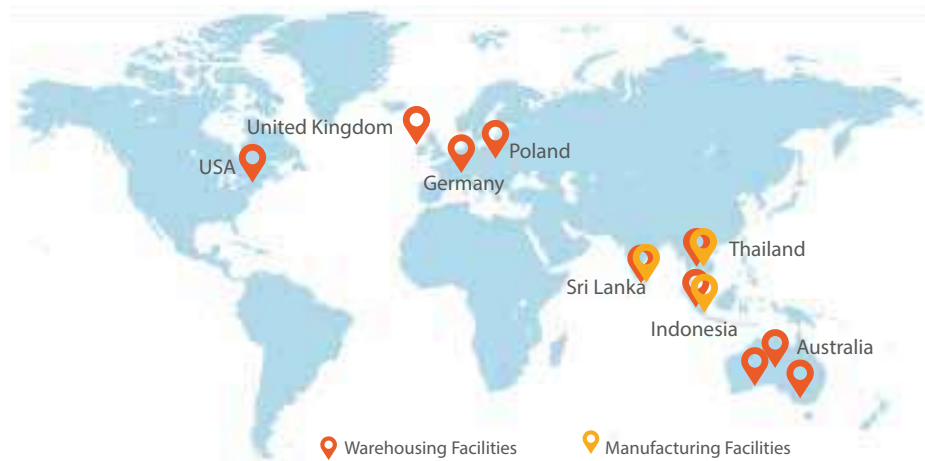 United Kingdom
USA
Poland
Germany
Thailand
Sri Lanka
Indonesia
Australia
Warehousing Facilities
Manufacturing Facilities